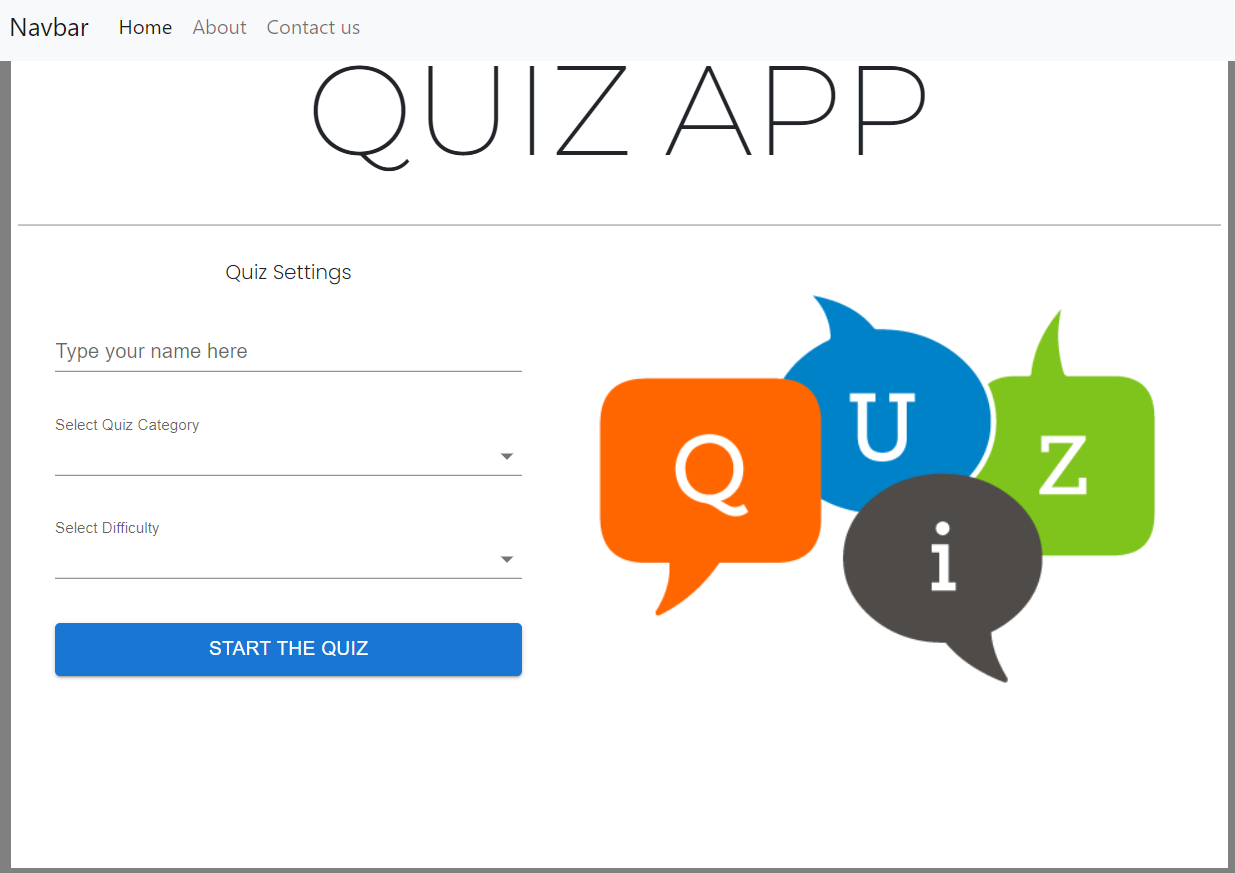 Navbar Home About Contact us
QUIZ APP
Quiz Settings
Type your name here
Select Quiz Category
Select Difficulty
START THE QUIZ
Q U i Z